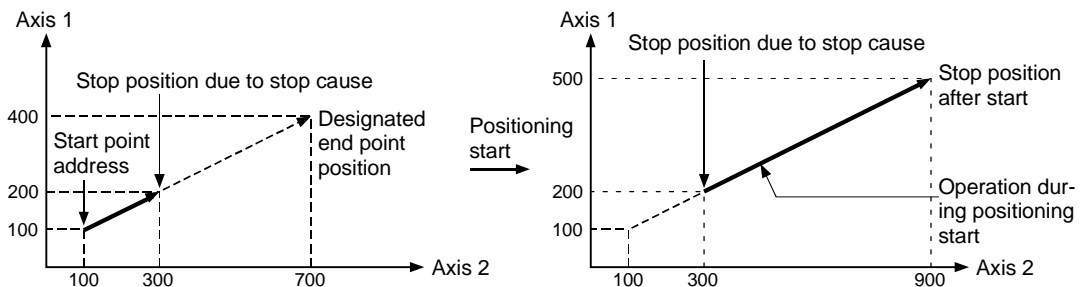 Axis 1
Stop position due to stop cause
400
Designated
end point
position
Start point
address
200
100
100
300
700
Axis 2
Positioning
start
Axis 1
Stop position due to stop cause
500
Stop position
after start
200
Operation dur-
ing positioning
start
100
100
300
900
Axis 2